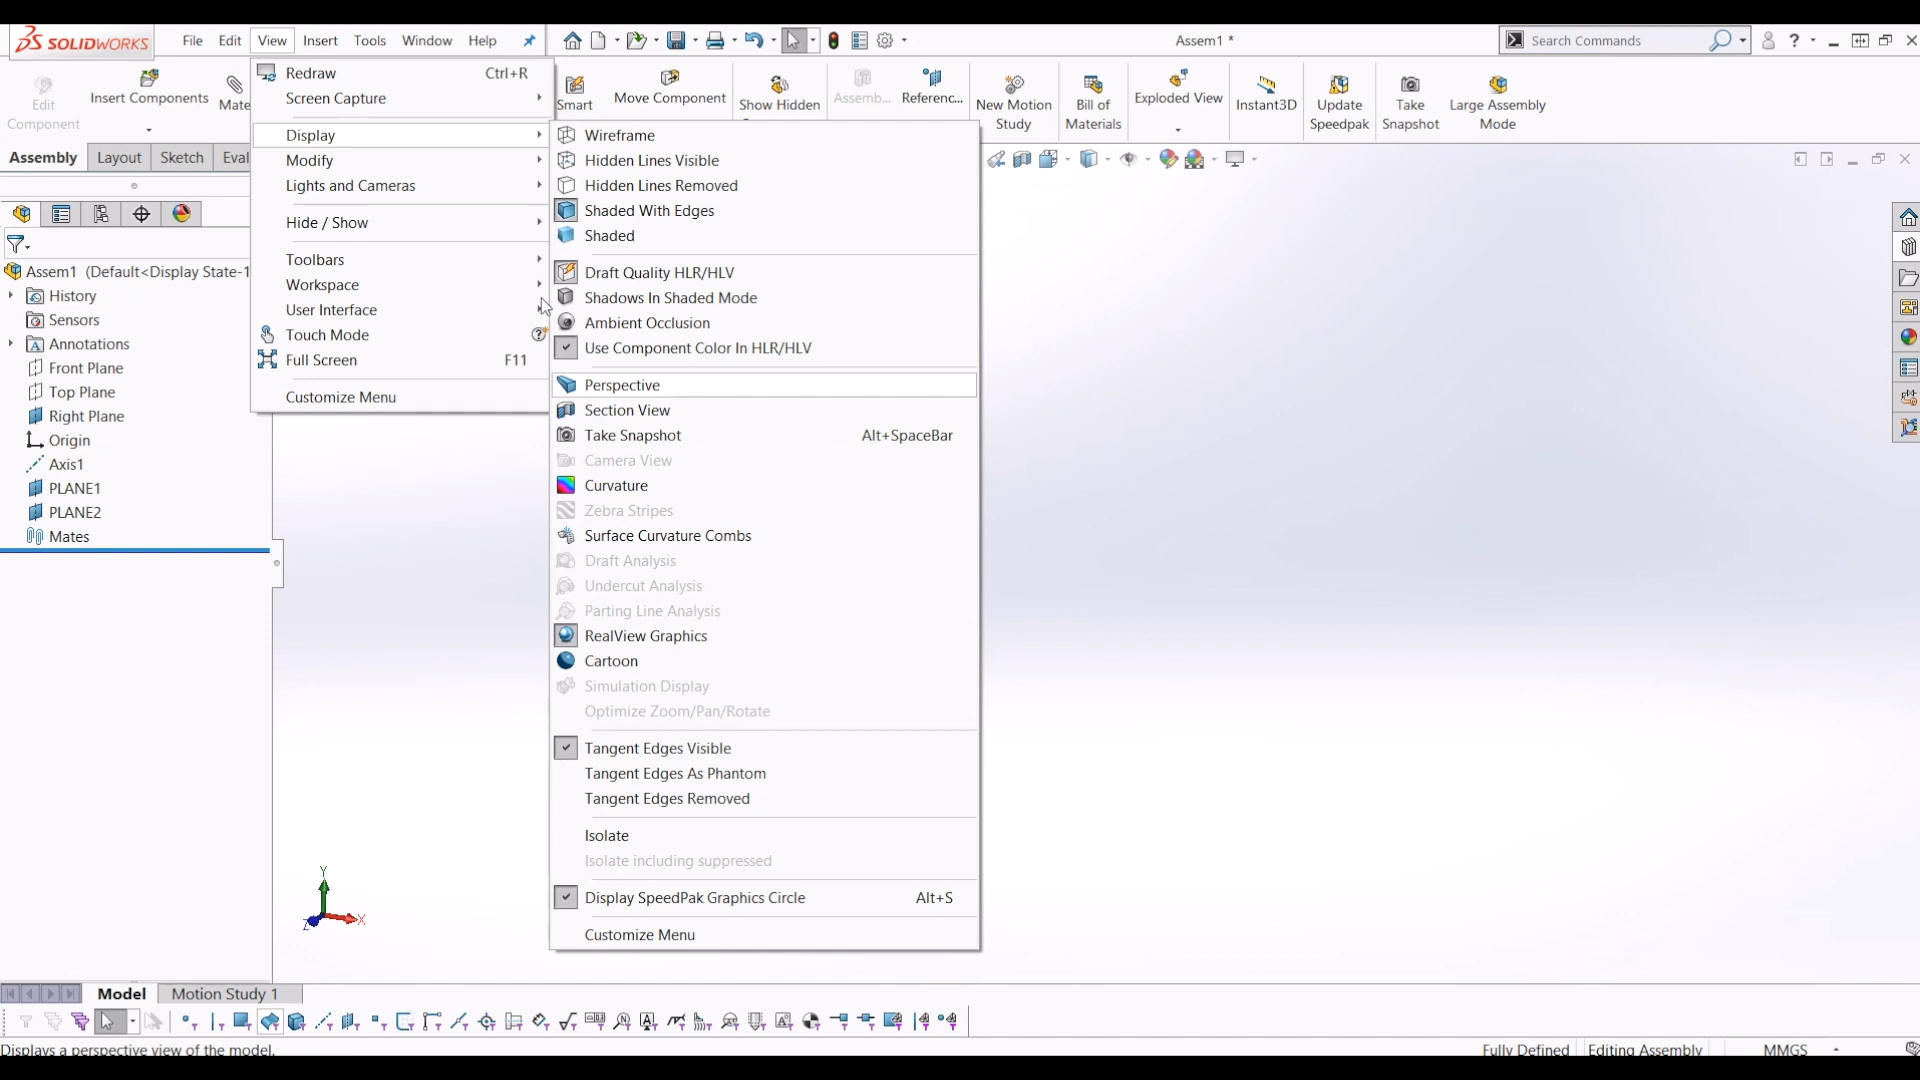 SOLIDWORKS File Edit View Insert Tools Window Help Assem1 * Search Commands ?
Edit Component
Insert Components
Mate
Smart
Move Component
Show Hidden
Assemb...
Referenc...
New Motion Study
Bill of Materials
Exploded View
Instant3D
Update Speedpak
Take Snapshot
Large Assembly Mode
Assembly Layout Sketch Eval
Redraw Ctrl+R
Screen Capture
Display
Modify
Lights and Cameras
Hide / Show
Toolbars
Workspace
User Interface
Touch Mode
Full Screen F11
Customize Menu
Wireframe
Hidden Lines Visible
Hidden Lines Removed
Shaded With Edges
Shaded
Draft Quality HLR/HLV
Shadows In Shaded Mode
Ambient Occlusion
Use Component Color In HLR/HLV
Perspective
Section View
Take Snapshot Alt+SpaceBar
Camera View
Curvature
Zebra Stripes
Surface Curvature Combs
Draft Analysis
Undercut Analysis
Parting Line Analysis
RealView Graphics
Cartoon
Simulation Display
Optimize Zoom/Pan/Rotate
Tangent Edges Visible
Tangent Edges As Phantom
Tangent Edges Removed
Isolate
Isolate including suppressed
Display SpeedPak Graphics Circle Alt+S
Customize Menu
Assem1 (Default<Display State-1
History
Sensors
Annotations
Front Plane
Top Plane
Right Plane
Origin
Axis1
PLANE1
PLANE2
Mates
Y
X
Z
Model Motion Study 1
Displays a perspective view of the model. Fully Defined Editing Assembly MMGS